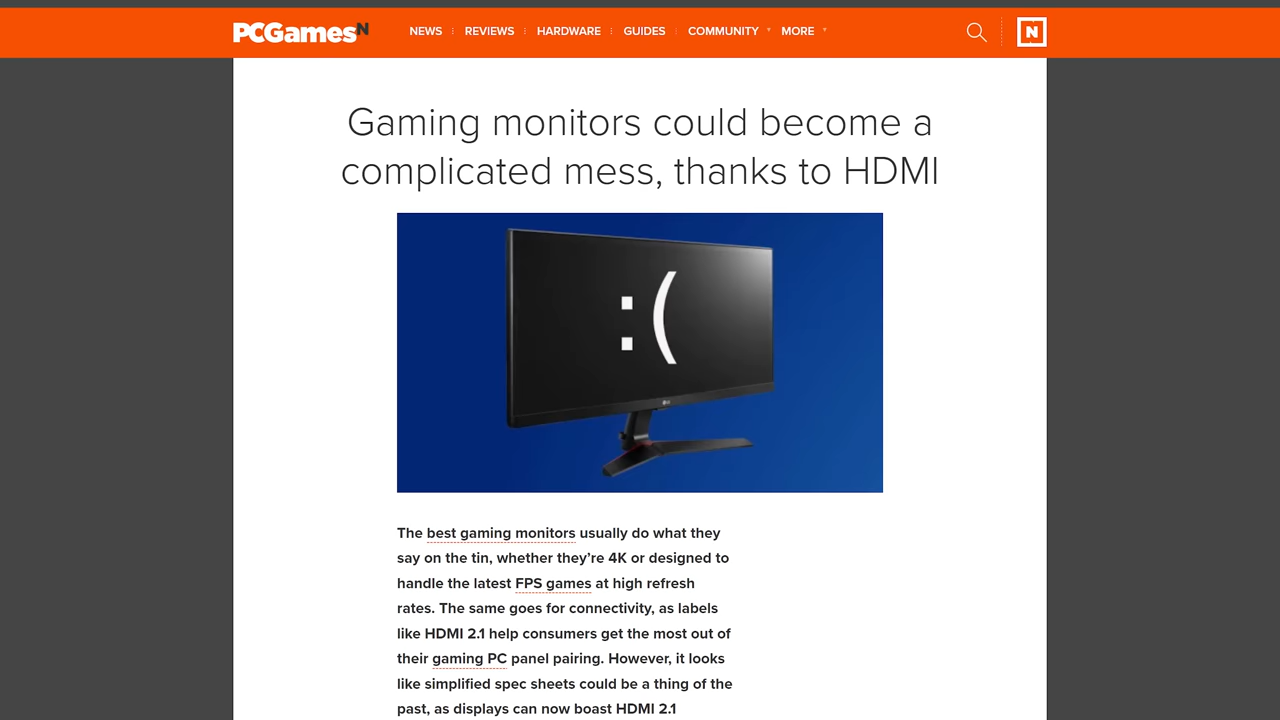 PCGamesN NEWS REVIEWS HARDWARE GUIDES COMMUNITY MORE N
Gaming monitors could become a
complicated mess, thanks to HDMI
:(
LG
The best gaming monitors usually do what they
say on the tin, whether they're 4K or designed to
handle the latest FPS games at high refresh
rates. The same goes for connectivity, as labels
like HDMI 2.1 help consumers get the most out of
their gaming PC panel pairing. However, it looks
like simplified spec sheets could be a thing of the
past, as displays can now boast HDMI 2.1